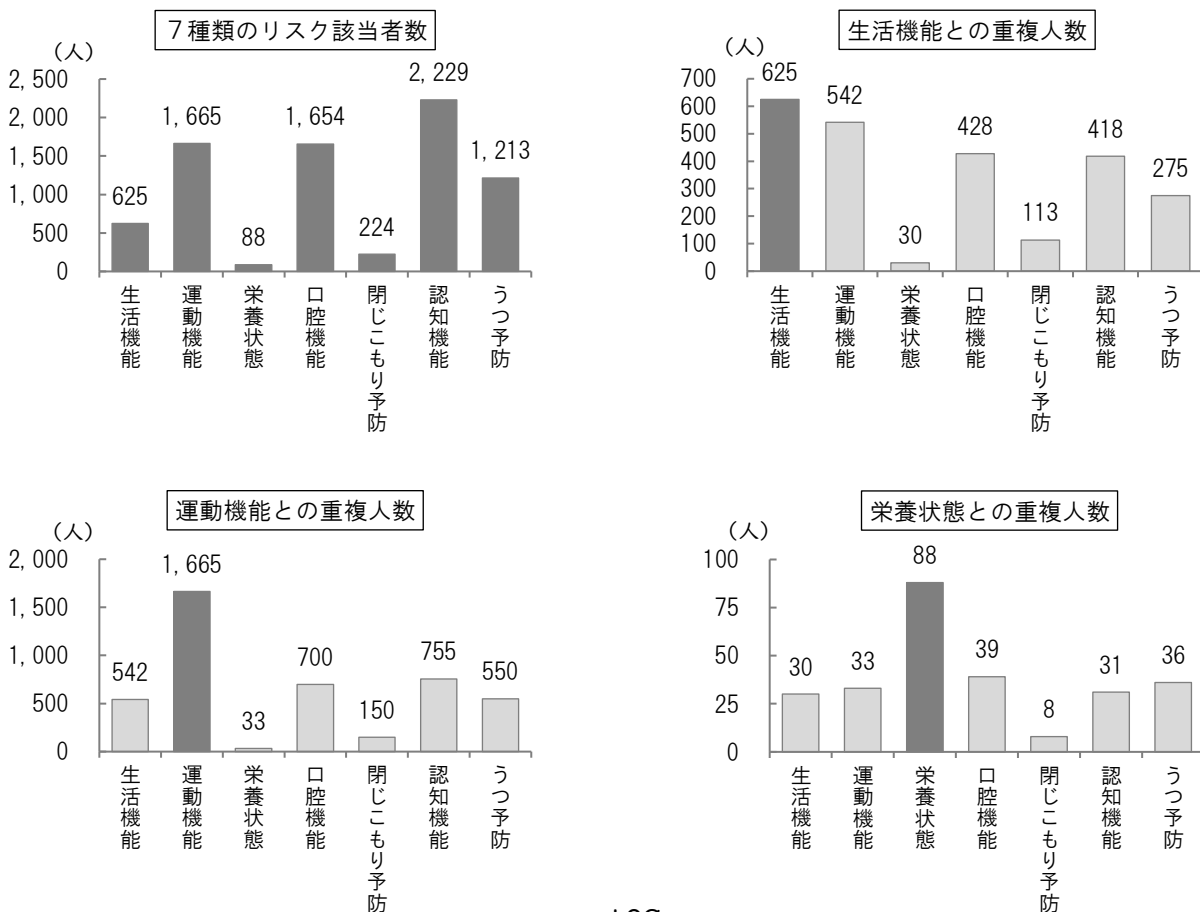 7種類のリスク該当者数
（人）
2,500
2,000
1,500
1,000
500
0
625
1,665
88
1,654
224
2,229
1,213
生活機能
運動機能
栄養状態
口腔機能
閉じこもり予防
認知機能
うつ予防
生活機能との重複人数
（人）
700
600
500
400
300
200
100
0
625
542
30
428
113
418
275
生活機能
運動機能
栄養状態
口腔機能
閉じこもり予防
認知機能
うつ予防
運動機能との重複人数
（人）
2,000
1,500
1,000
500
0
542
1,665
33
700
150
755
550
生活機能
運動機能
栄養状態
口腔機能
閉じこもり予防
認知機能
うつ予防
栄養状態との重複人数
（人）
100
75
50
25
0
30
33
88
39
8
31
36
生活機能
運動機能
栄養状態
口腔機能
閉じこもり予防
認知機能
うつ予防